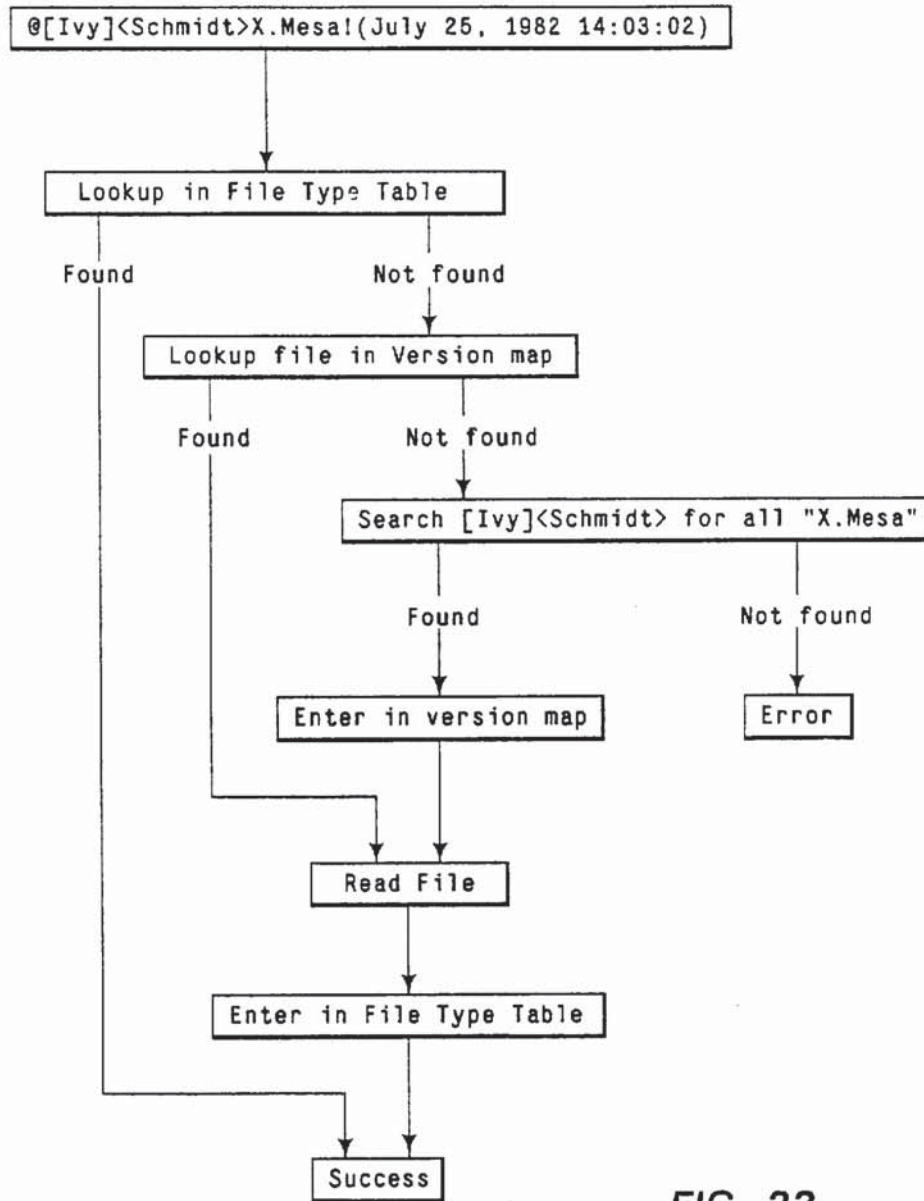 @[Ivy]<Schmidt>X.Mesa!(July 25, 1982 14:03:02)
Lookup in File Type Table
Found
Not found
Lookup file in Version map
Found
Not found
Search [Ivy]<Schmidt> for all "X.Mesa"
Found
Not found
Enter in version map
Error
Read File
Enter in File Type Table
Success